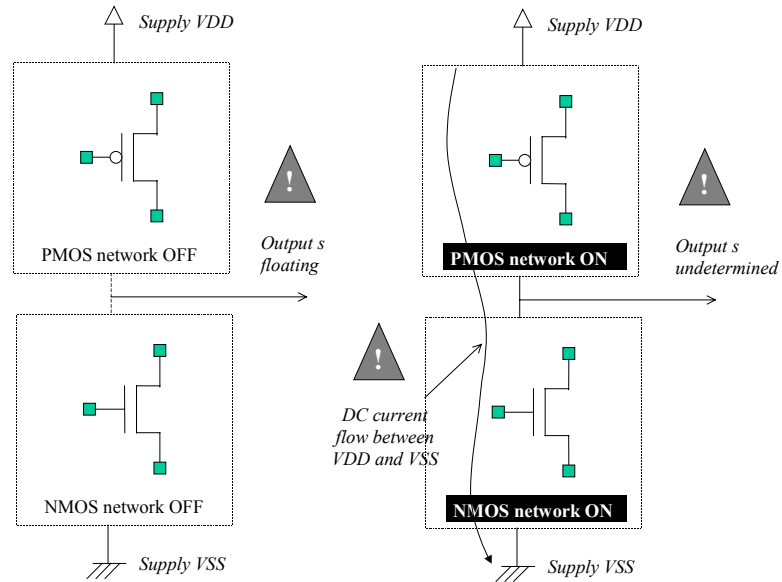 Supply VDD
PMOS network OFF
!
Output s
floating
NMOS network OFF
Supply VSS
Supply VDD
PMOS network ON
!
Output s
undetermined
!
DC current
flow between
VDD and VSS
NMOS network ON
Supply VSS